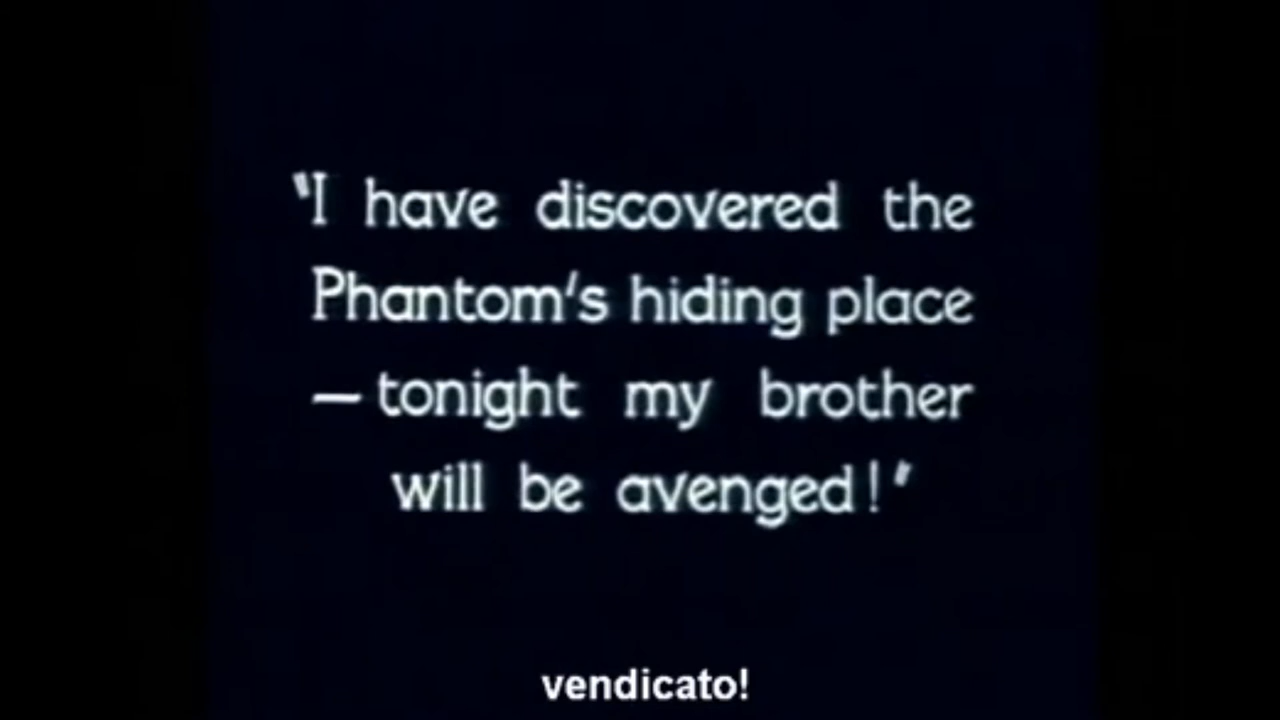 "I have discovered the
Phantom's hiding place
— tonight my brother
will be avenged!"
vendicato!